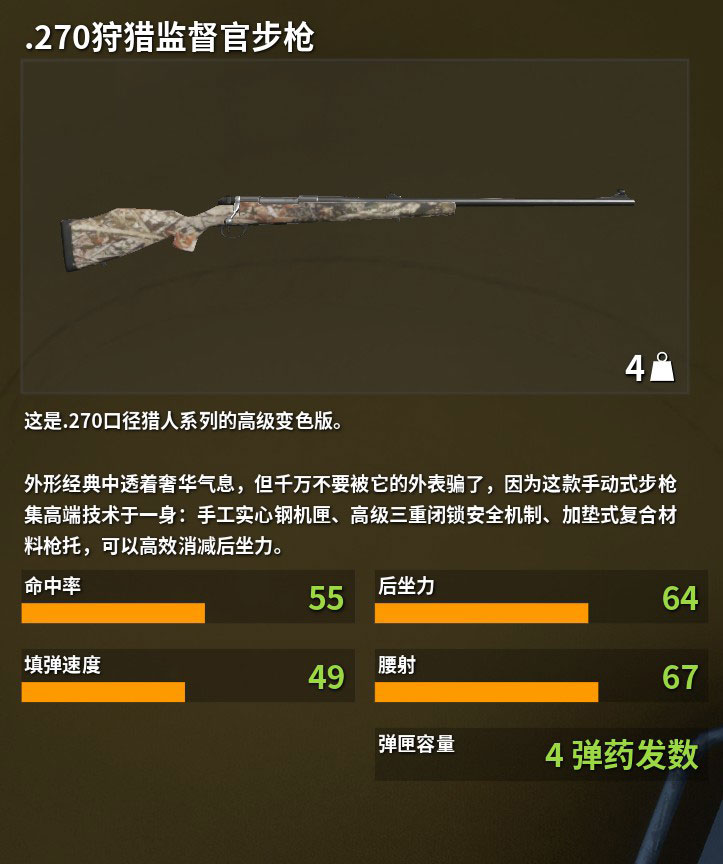 .270狩猎监督官步枪
4
这是.270口径猎人系列的高级变色版。
外形经典中透着奢华气息，但千万不要被它的外表骗了，因为这款手动式步枪
集高端技术于一身：手工实心钢机匣、高级三重闭锁安全机制、加垫式复合材
料枪托，可以高效消减后坐力。
命中率 55
后坐力 64
填弹速度 49
腰射 67
弹匣容量 4 弹药发数